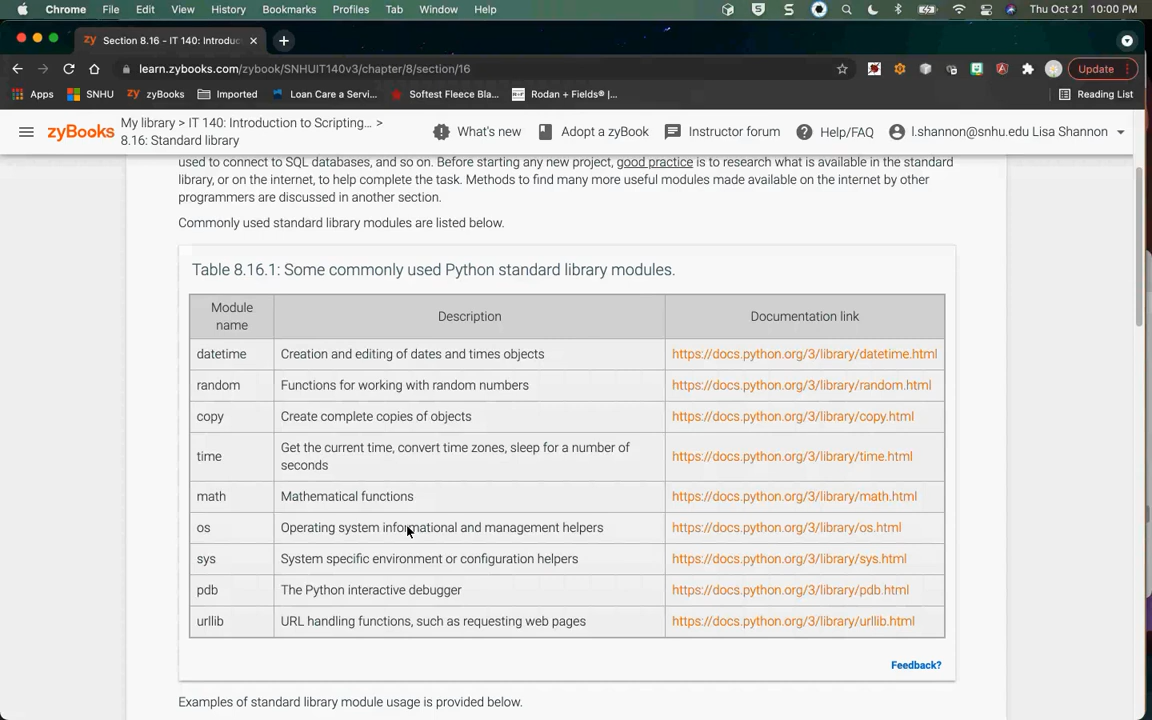 Chrome File Edit View History Bookmarks Profiles Tab Window Help Thu Oct 21 10:00 PM
zy Section 8.16 - IT 140: Introduc
learn.zybooks.com/zybook/SNHUIT140v3/chapter/8/section/16 Update
Apps SNHU zy zyBooks Imported Loan Care a Servi... Softest Fleece Bla... R+F Rodan + Fields® |... Reading List
zyBooks My library > IT 140: Introduction to Scripting... > What's new Adopt a zyBook Instructor forum Help/FAQ l.shannon@snhu.edu Lisa Shannon
8.16: Standard library
used to connect to SQL databases, and so on. Before starting any new project, good practice is to research what is available in the standard
library, or on the internet, to help complete the task. Methods to find many more useful modules made available on the internet by other
programmers are discussed in another section.
Commonly used standard library modules are listed below.
Table 8.16.1: Some commonly used Python standard library modules.
Module name Description Documentation link
datetime Creation and editing of dates and times objects https://docs.python.org/3/library/datetime.html
random Functions for working with random numbers https://docs.python.org/3/library/random.html
copy Create complete copies of objects https://docs.python.org/3/library/copy.html
time Get the current time, convert time zones, sleep for a number of seconds https://docs.python.org/3/library/time.html
math Mathematical functions https://docs.python.org/3/library/math.html
os Operating system informational and management helpers https://docs.python.org/3/library/os.html
sys System specific environment or configuration helpers https://docs.python.org/3/library/sys.html
pdb The Python interactive debugger https://docs.python.org/3/library/pdb.html
urllib URL handling functions, such as requesting web pages https://docs.python.org/3/library/urllib.html
Feedback?
Examples of standard library module usage is provided below.